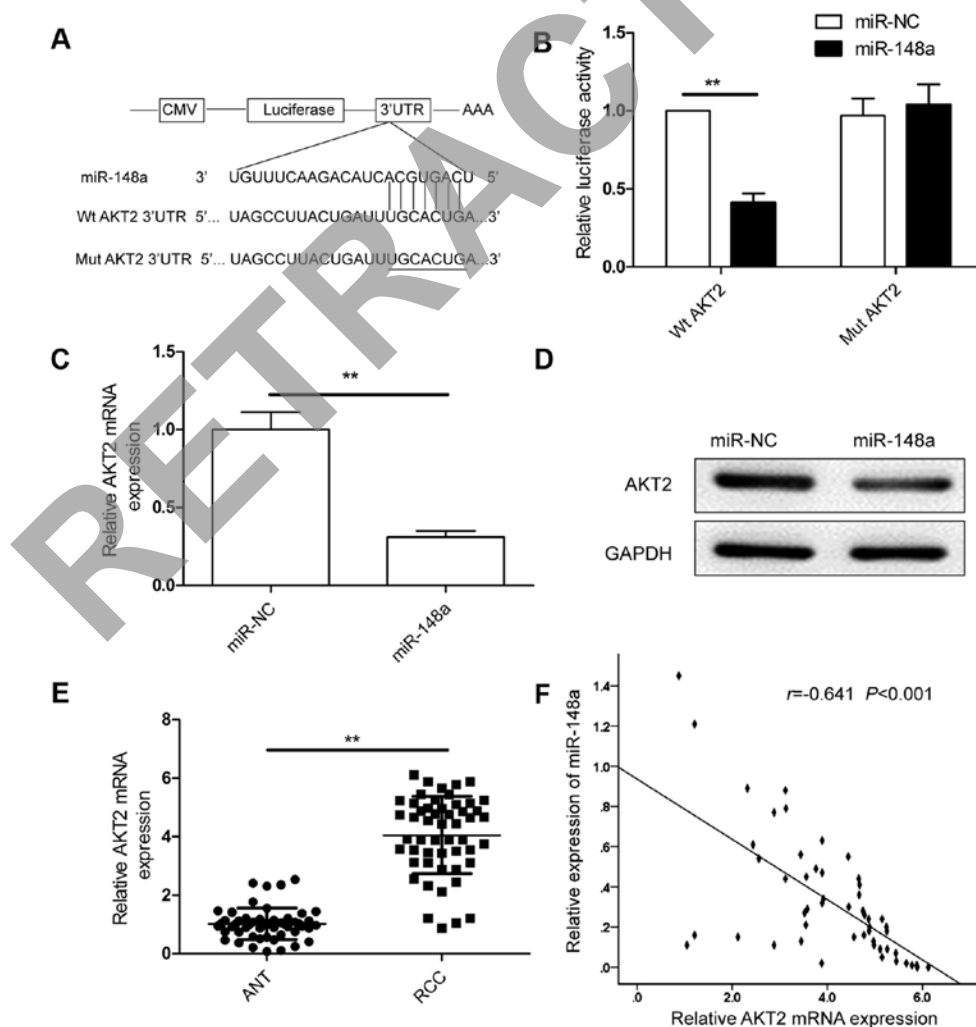 RETRACT
A
CMV Luciferase 3'UTR AAA
miR-148a 3' UGUUUCAAGACAUCACGUGACU 5'
Wt AKT2 3'UTR 5'... UAGCCUUACUGAUUUGCACUGA...3'
Mut AKT2 3'UTR 5'... UAGCCUUACUGAUUUGCACUGA...3'
B
miR-NC
miR-148a
Relative luciferase activity
1.5
1.0
0.5
0.0
**
Wt AKT2
Mut AKT2
C
Relative AKT2 mRNA
expression
1.5
1.0
0.5
0.0
**
miR-NC
miR-148a
D
miR-NC miR-148a
AKT2
GAPDH
E
Relative AKT2 mRNA
expression
8
6
4
2
0
**
ANT
RCC
F
r=-0.641 P<0.001
Relative expression of miR-148a
1.4
1.2
1.0
.8
.6
.4
.2
.0
.0 2.0 4.0 6.0
Relative AKT2 mRNA expression